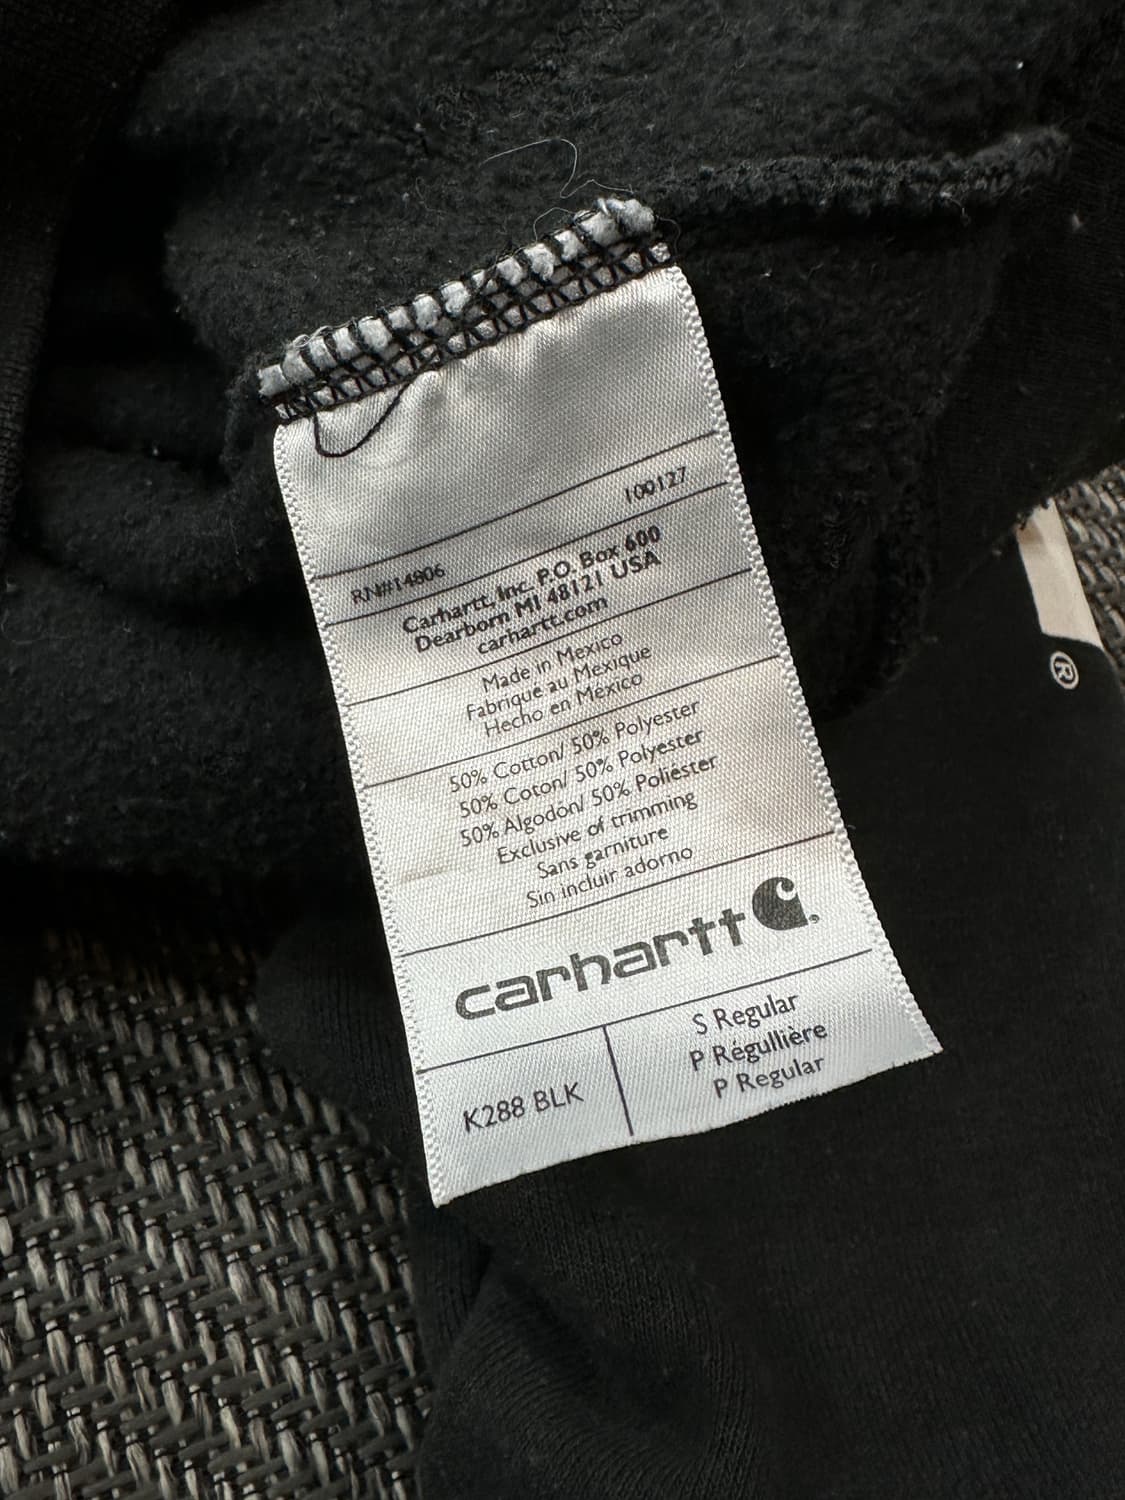 RN#14806 100127
Carhartt, Inc. P.O. Box 600
Dearborn MI 48121 USA
carhartt.com
Made in Mexico
Fabriqué au Mexique
Hecho en México
50% Cotton/ 50% Polyester
50% Coton/ 50% Polyester
50% Algodón/ 50% Poliéster
Exclusive of trimming
Sans garniture
Sin incluir adorno
carhartt
K288 BLK
S Regular
P Régullière
P Regular
®